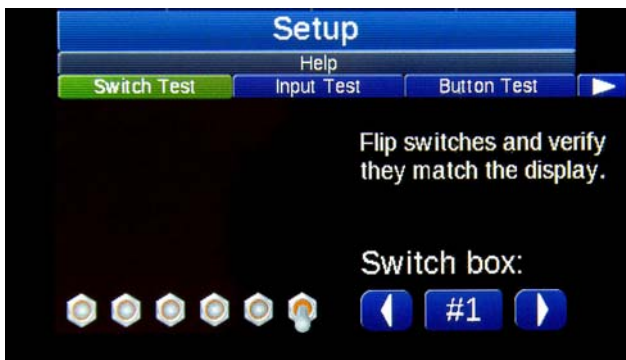 Setup
Help
Switch Test
Input Test
Button Test
Flip switches and verify
they match the display.
Switch box:
#1